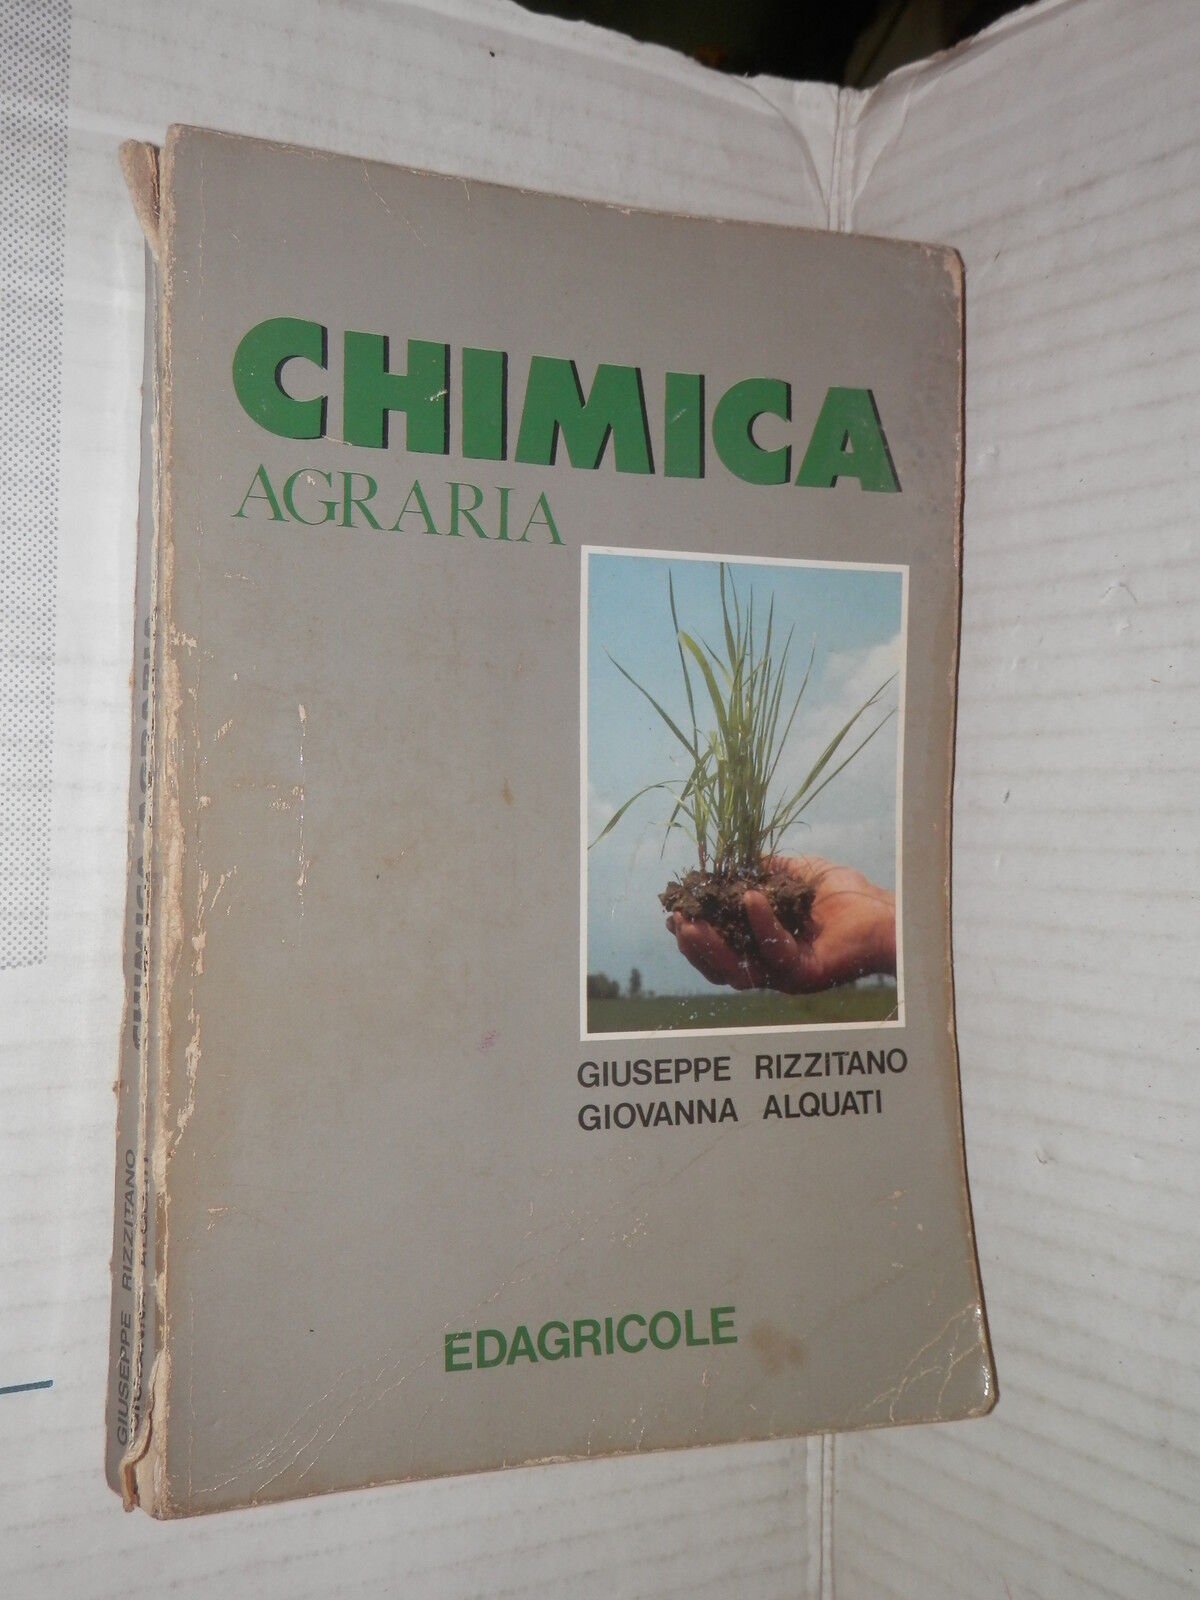 CHIMICA
AGRARIA
GIUSEPPE RIZZITANO
GIOVANNA ALQUATI
EDAGRICOLE
GIUSEPPE RIZZITANO